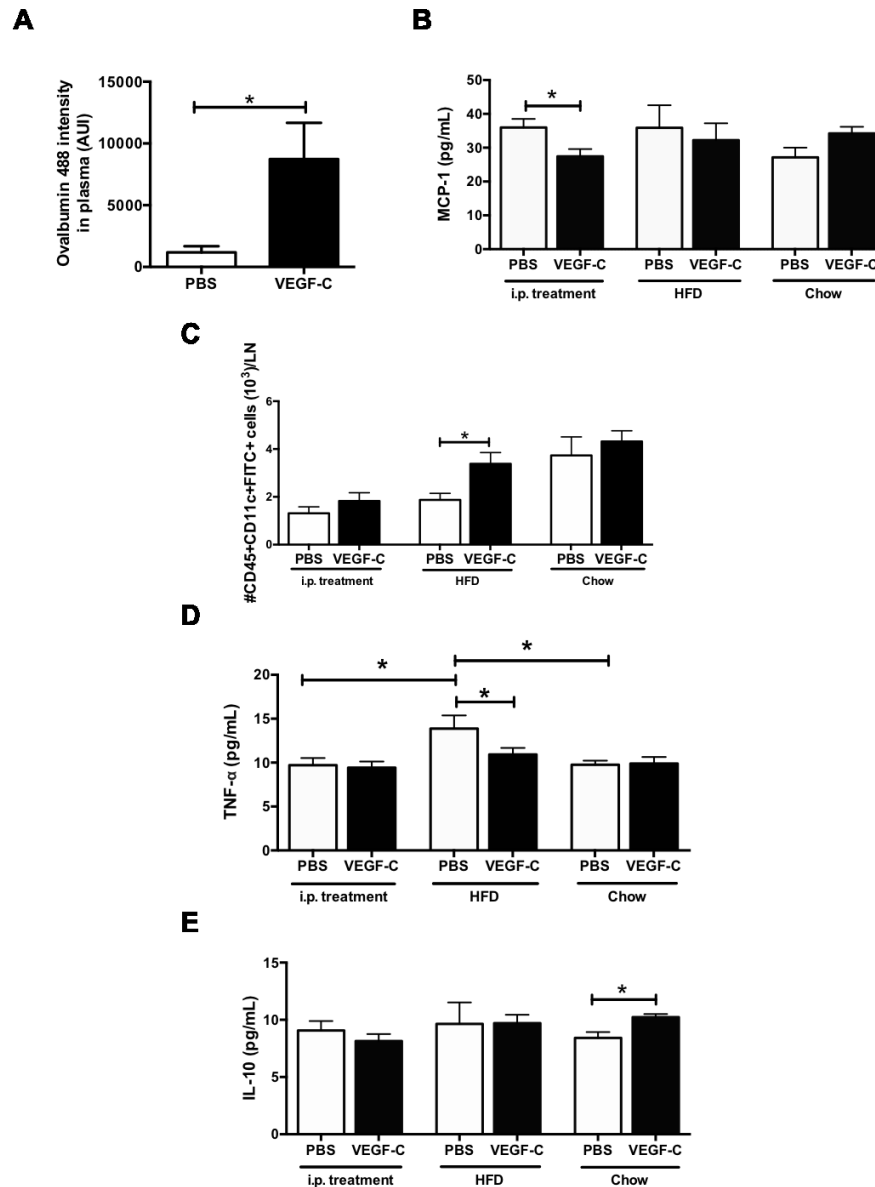 A
Ovalbumin 488 intensity
in plasma (AUI)
15000
10000
5000
0
*
PBS
VEGF-C
B
MCP-1 (pg/mL)
50
40
30
20
10
0
*
PBS VEGF-C PBS VEGF-C PBS VEGF-C
i.p. treatment HFD Chow
C
#CD45+CD11c+FITC+ cells (10³)/LN
6
4
2
0
*
PBS VEGF-C PBS VEGF-C PBS VEGF-C
i.p. treatment HFD Chow
D
TNF-α (pg/mL)
20
15
10
5
0
* * *
PBS VEGF-C PBS VEGF-C PBS VEGF-C
i.p. treatment HFD Chow
E
IL-10 (pg/mL)
15
10
5
0
*
PBS VEGF-C PBS VEGF-C PBS VEGF-C
i.p. treatment HFD Chow